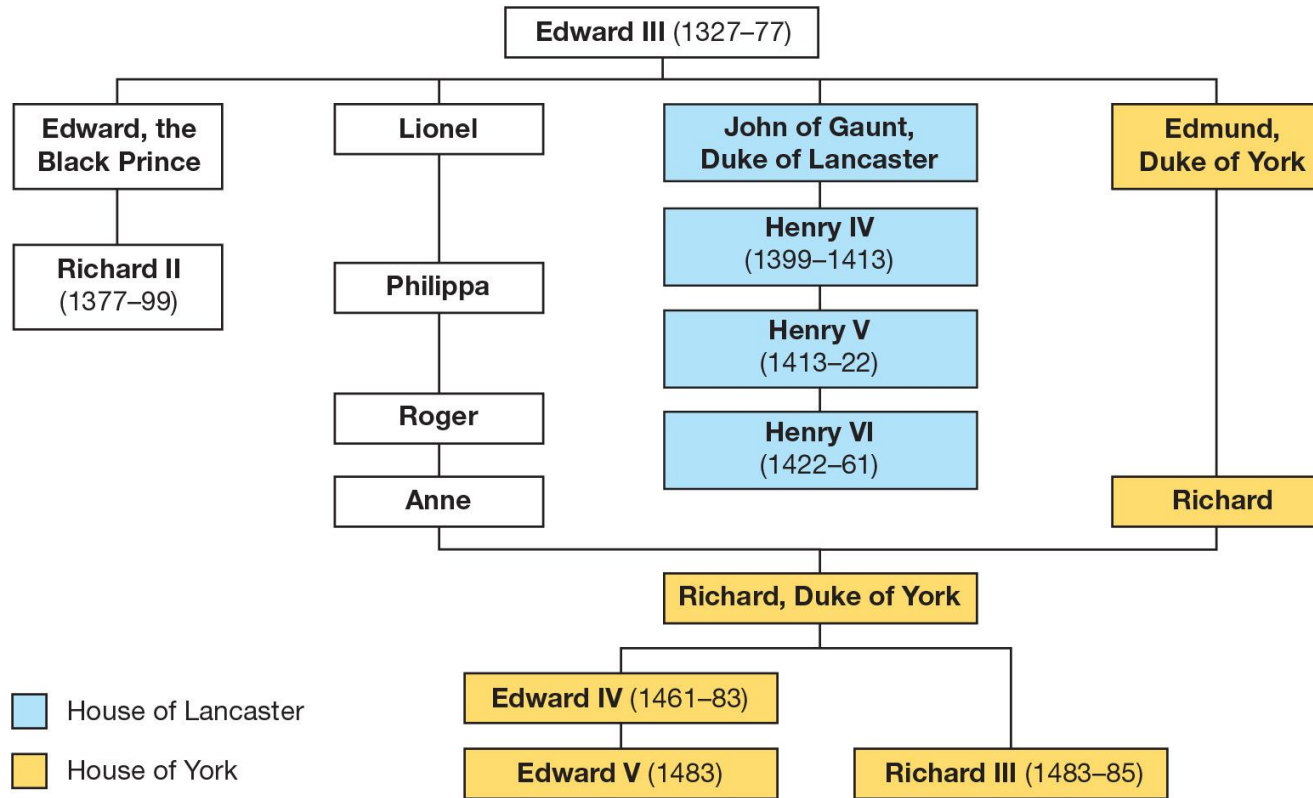 Edward III (1327–77)
Edward, the
Black Prince
Lionel
John of Gaunt,
Duke of Lancaster
Edmund,
Duke of York
Richard II
(1377–99)
Philippa
Henry IV
(1399–1413)
Henry V
(1413–22)
Roger
Henry VI
(1422–61)
Anne
Richard
Richard, Duke of York
Edward IV (1461–83)
Edward V (1483)
Richard III (1483–85)
House of Lancaster
House of York